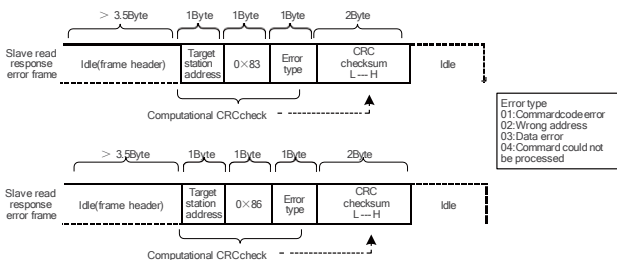 > 3.5Byte 1Byte 1Byte 1Byte 2Byte
Slave read
response
error frame
Idle(frame header)
Target
station
address
0×83
Error
type
CRC
checksum
L --- H
Idle
Computational CRCcheck
Error type
01:Commardcodeerror
02:Wrong address
03:Data error
04:Commard could not
be processed
> 3.5Byte 1Byte 1Byte 1Byte 2Byte
Slave read
response
error frame
Idle(frame header)
Target
station
address
0×86
Error
type
CRC
checksum
L --- H
Idle
Computational CRCcheck